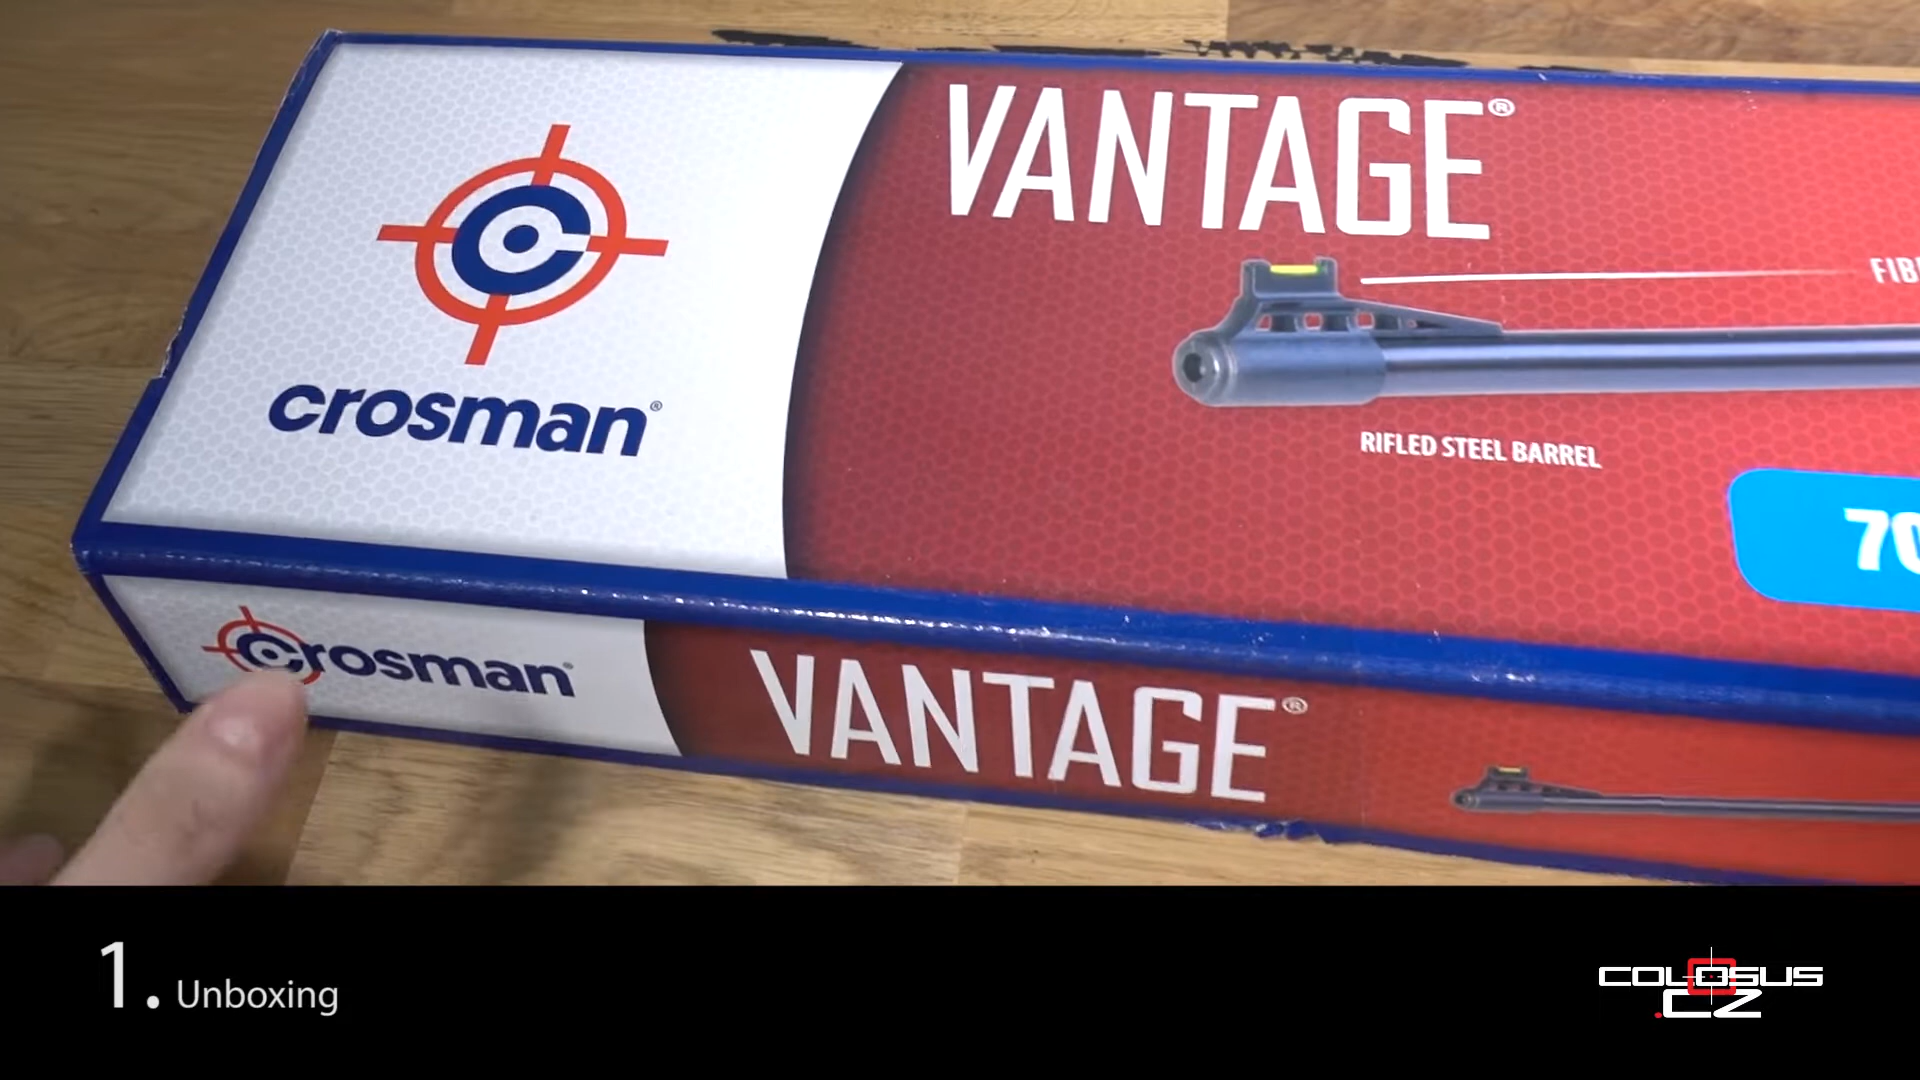 VANTAGE®
crosman®
RIFLED STEEL BARREL
crosman®
VANTAGE®
1. Unboxing
COLOSUS
.CZ